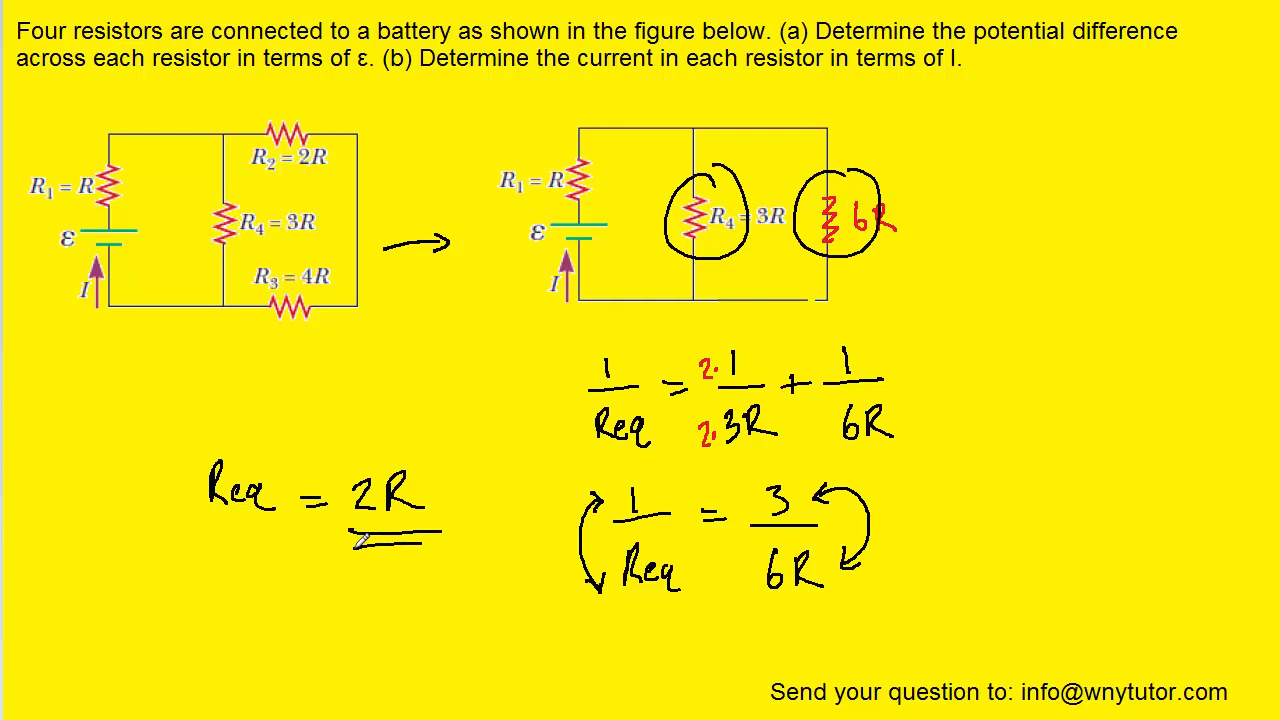 Four resistors are connected to a battery as shown in the figure below. (a) Determine the potential difference
across each resistor in terms of ε. (b) Determine the current in each resistor in terms of I.
R₂ = 2R
R₁ = R
R₄ = 3R
ε
R₃ = 4R
I
R₁ = R
R₄ = 3R
6R
ε
I
1/Req = 2·1/2·3R + 1/6R
Req = 2R
1/Req = 3/6R
Send your question to: info@wnytutor.com